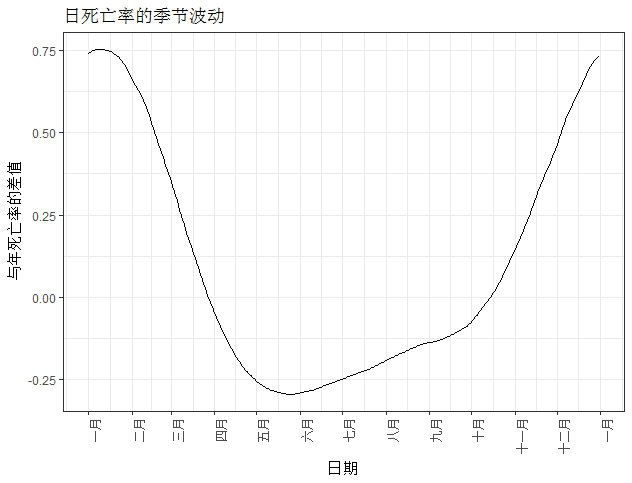 日死亡率的季节波动
与年死亡率的差值
0.75
0.50
0.25
0.00
-0.25
一月
二月
三月
四月
五月
六月
七月
八月
九月
十月
十一月
十二月
一月
日期